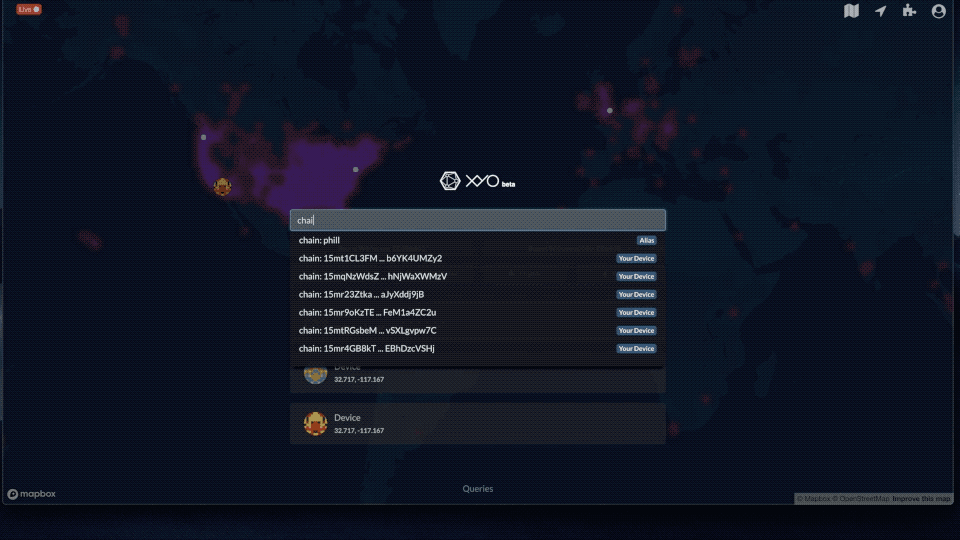 Live
XYO beta
chai
chain: phill
Alias
chain: 15mt1CL3FM ... b6YK4UMZy2
Your Device
chain: 15mqNzWdsZ ... hNjWaXWMzV
Your Device
chain: 15mr23Ztka ... aJyXddj9jB
Your Device
chain: 15mr9oKzTE ... FeM1a4ZC2u
Your Device
chain: 15mtRGsbeM ... vSXLgvpw7C
Your Device
chain: 15mr4GB8kT ... EBhDzcVSHj
Your Device
Device
32.717, -117.167
Device
32.717, -117.167
Queries
mapbox
© Mapbox © OpenStreetMap Improve this map